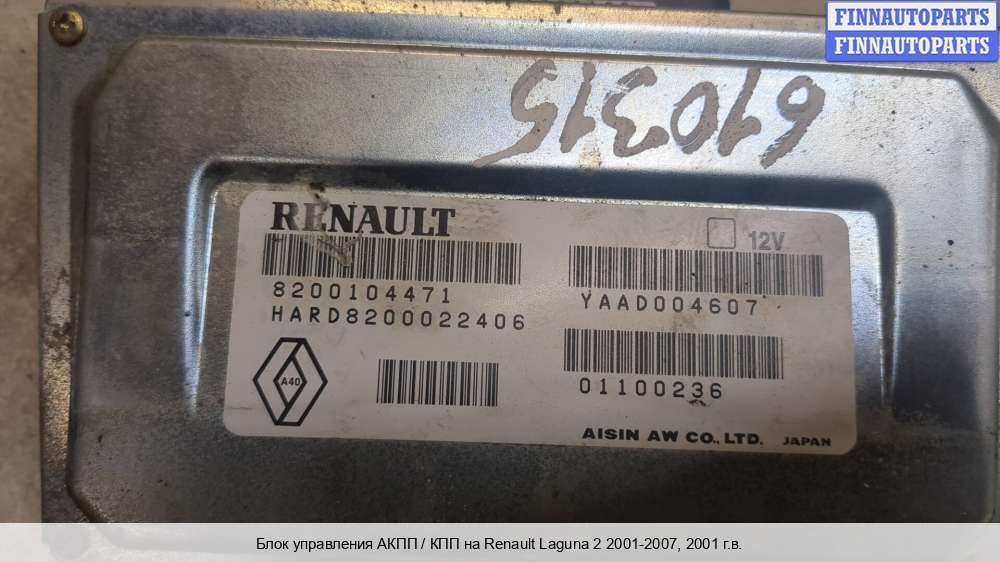 FINNAUTOPARTS
FINNAUTOPARTS
610315
RENAULT
12V
8200104471
YAAD004607
HARD8200022406
A40
01100236
AISIN AW CO., LTD. JAPAN
Блок управления АКПП / КПП на Renault Laguna 2 2001-2007, 2001 г.в.